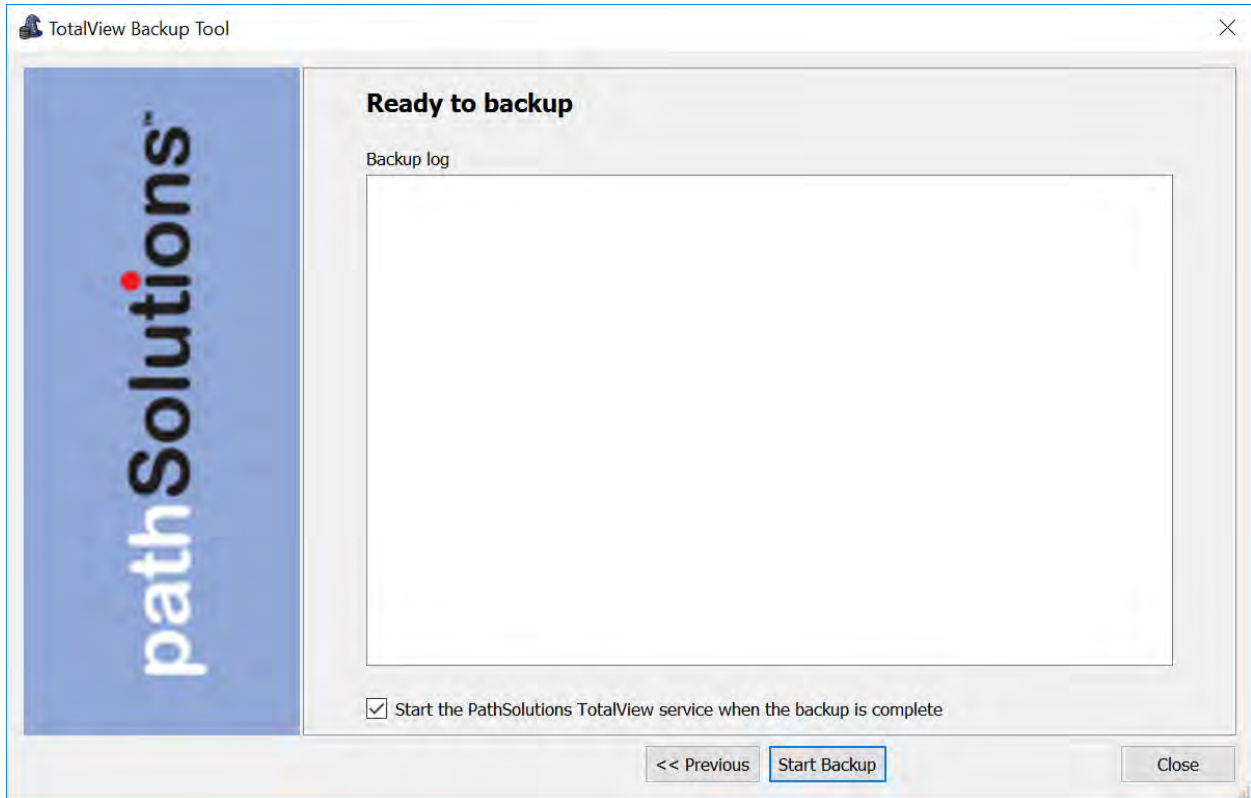 TotalView Backup Tool
pathSolutions™
Ready to backup
Backup log
Start the PathSolutions TotalView service when the backup is complete
<< Previous
Start Backup
Close